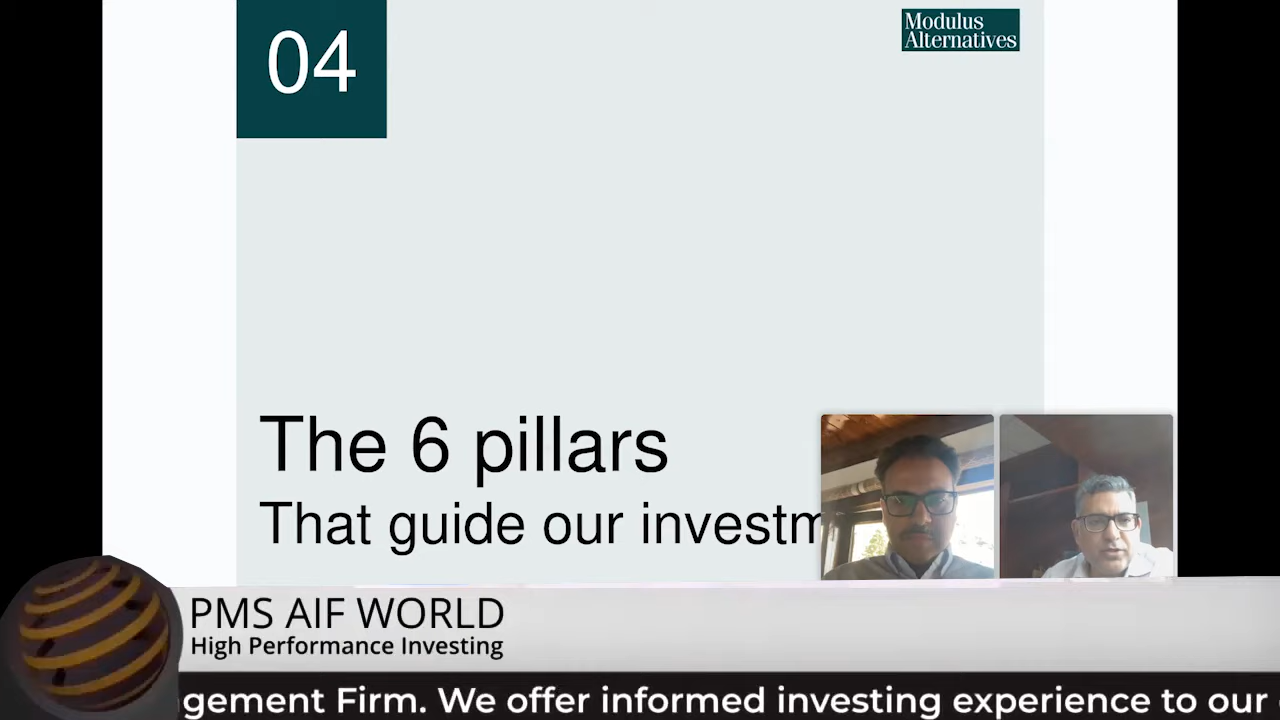 04
Modulus
Alternatives
The 6 pillars
That guide our investm
PMS AIF WORLD
High Performance Investing
gement Firm. We offer informed investing experience to our